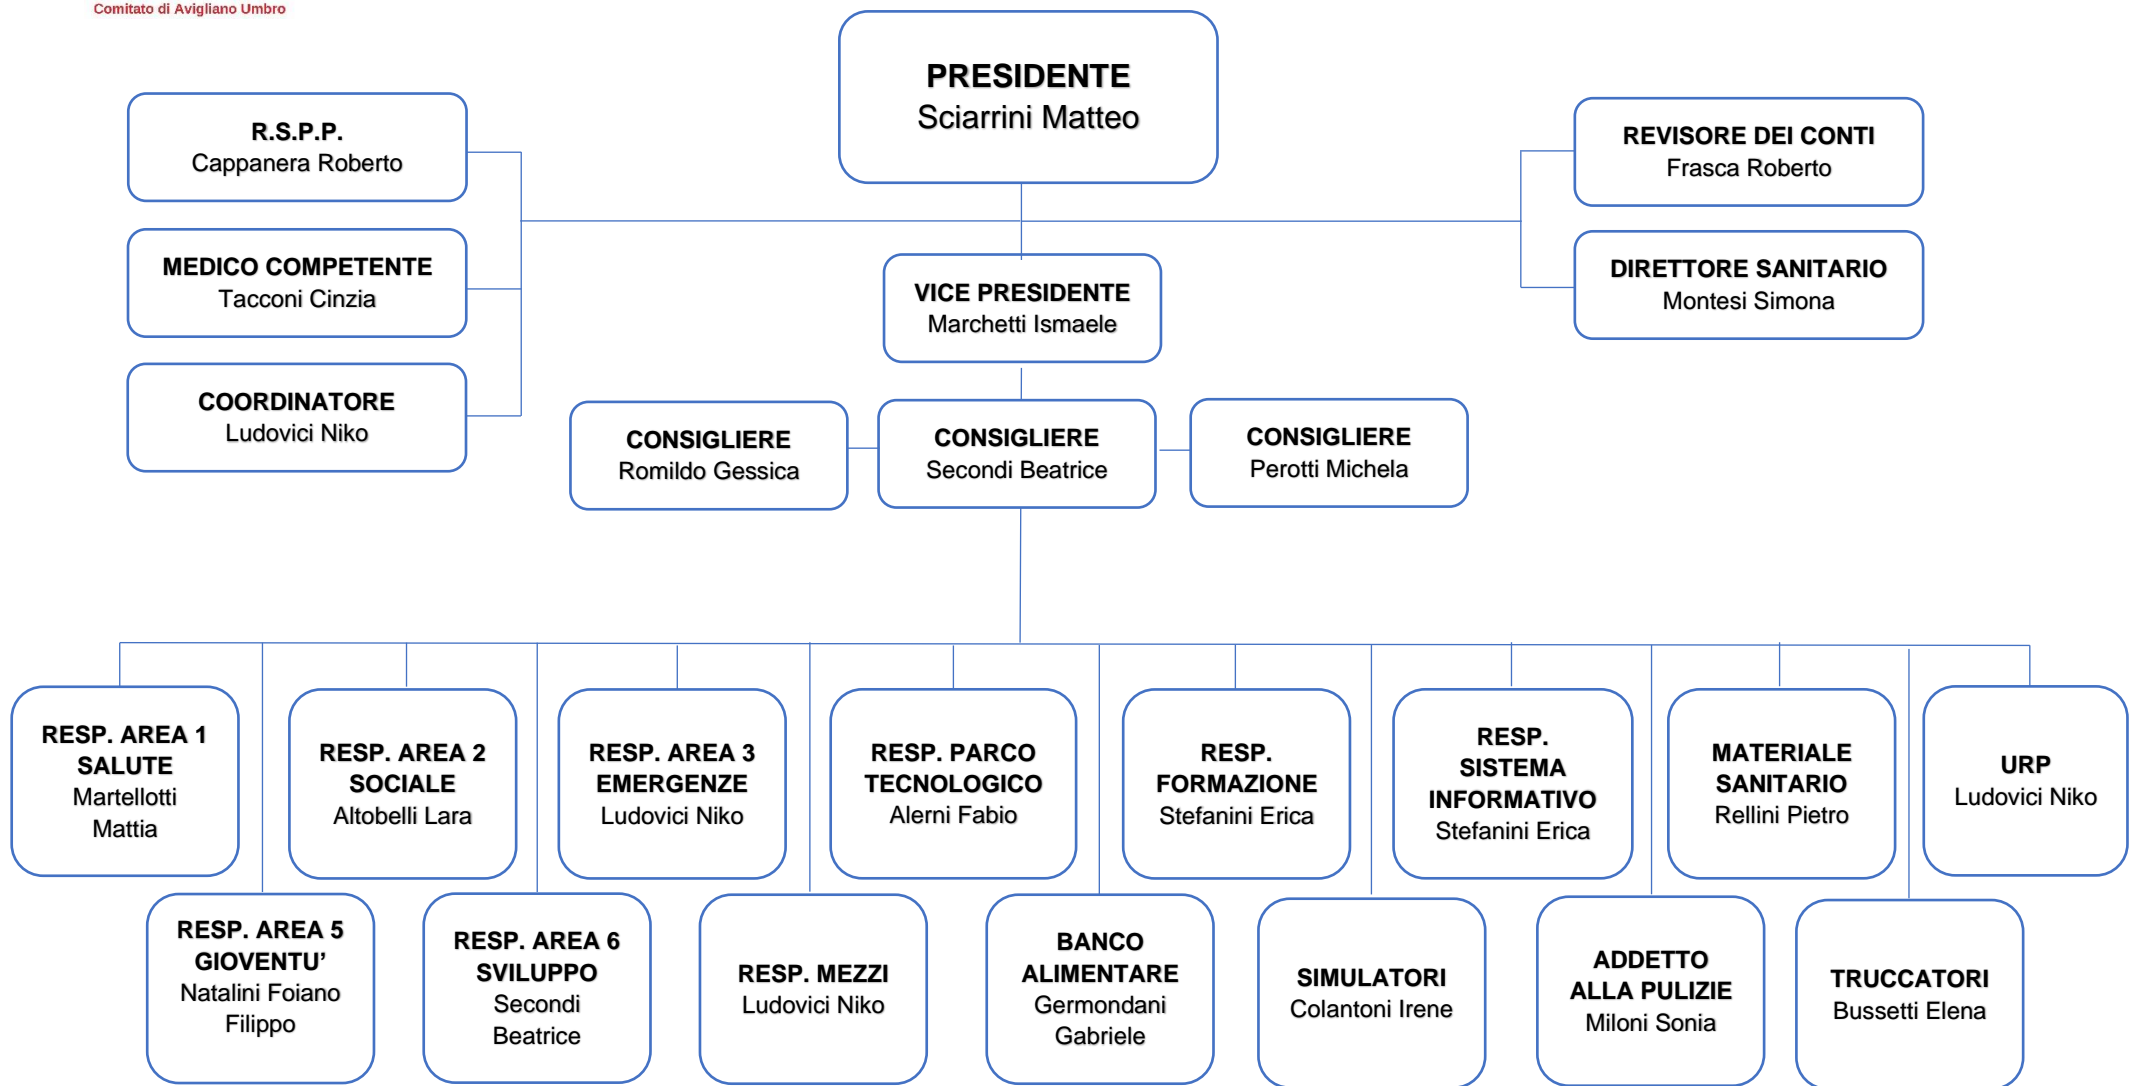 Comitato di Avigliano Umbro
PRESIDENTE
Sciarrini Matteo
R.S.P.P.
Cappanera Roberto
REVISORE DEI CONTI
Frasca Roberto
MEDICO COMPETENTE
Tacconi Cinzia
VICE PRESIDENTE
Marchetti Ismaele
DIRETTORE SANITARIO
Montesi Simona
COORDINATORE
Ludovici Niko
CONSIGLIERE
Romildo Gessica
CONSIGLIERE
Secondi Beatrice
CONSIGLIERE
Perotti Michela
RESP. AREA 1
SALUTE
Martellotti
Mattia
RESP. AREA 2
SOCIALE
Altobelli Lara
RESP. AREA 3
EMERGENZE
Ludovici Niko
RESP. PARCO
TECNOLOGICO
Alerni Fabio
RESP.
FORMAZIONE
Stefanini Erica
RESP.
SISTEMA
INFORMATIVO
Stefanini Erica
MATERIALE
SANITARIO
Rellini Pietro
URP
Ludovici Niko
RESP. AREA 5
GIOVENTU’
Natalini Foiano
Filippo
RESP. AREA 6
SVILUPPO
Secondi
Beatrice
RESP. MEZZI
Ludovici Niko
BANCO
ALIMENTARE
Germondani
Gabriele
SIMULATORI
Colantoni Irene
ADDETTO
ALLA PULIZIE
Miloni Sonia
TRUCCATORI
Bussetti Elena